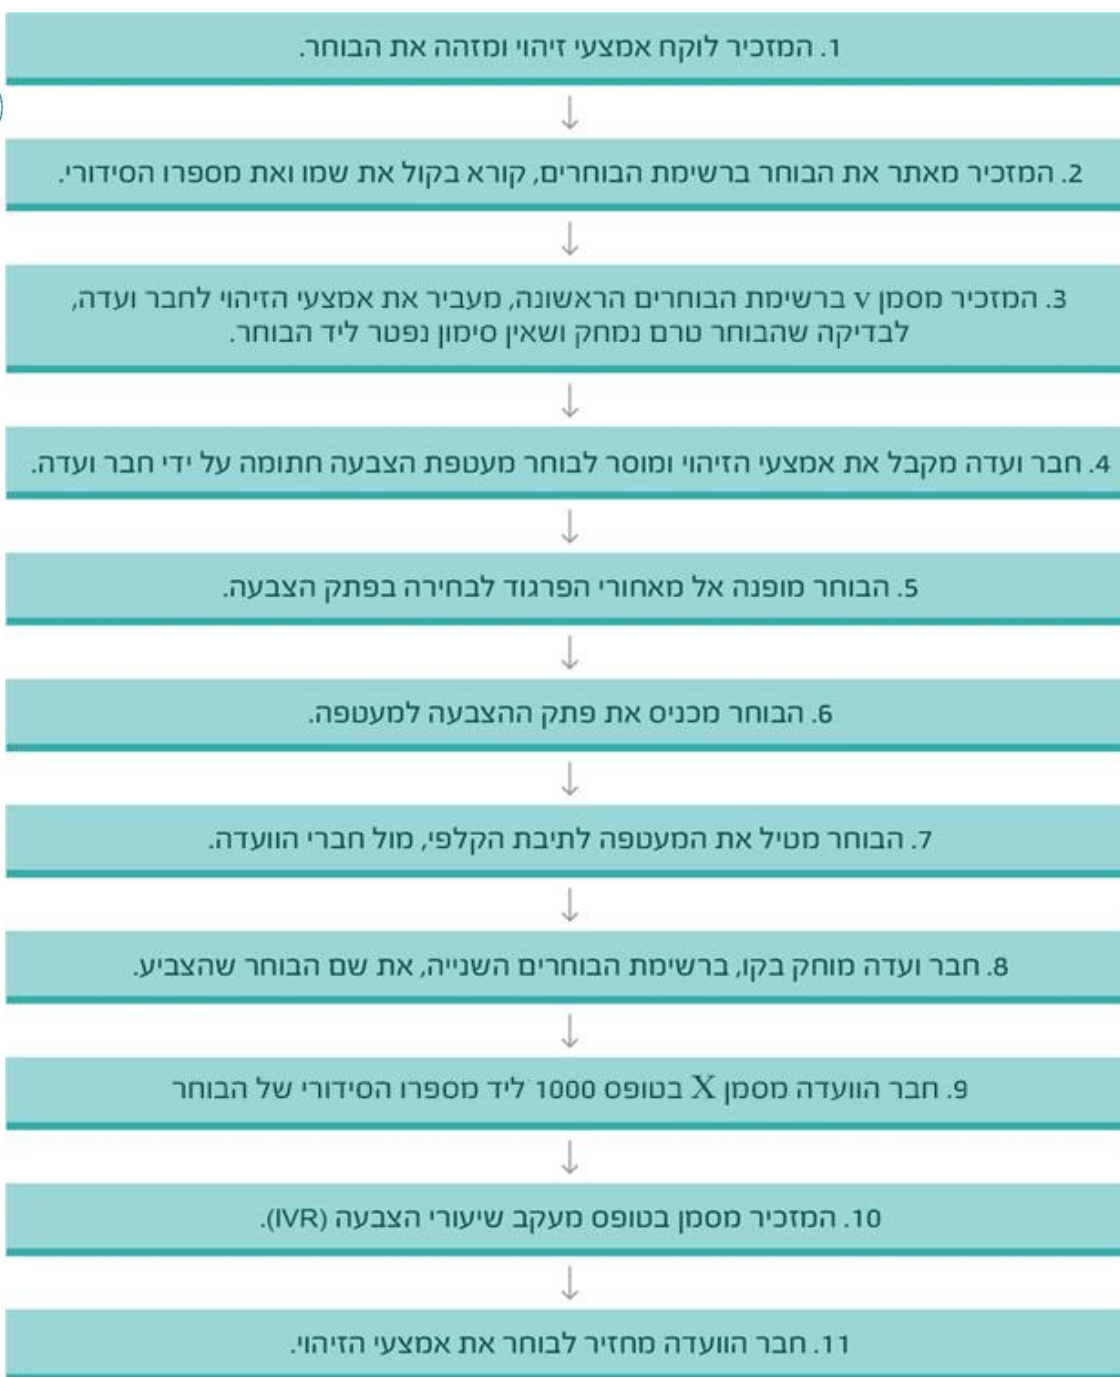 1. המזכיר לוקח אמצעי זיהוי ומזהה את הבוחר.
2. המזכיר מאתר את הבוחר ברשימת הבוחרים, קורא בקול את שמו ואת מספרו הסידורי.
3. המזכיר מסמן v ברשימת הבוחרים הראשונה, מעביר את אמצעי הזיהוי לחבר ועדה,
לבדיקה שהבוחר טרם נמחק ושאין סימון נפטר ליד הבוחר.
4. חבר ועדה מקבל את אמצעי הזיהוי ומוסר לבוחר מעטפת הצבעה חתומה על ידי חבר ועדה.
5. הבוחר מופנה אל מאחורי הפרגוד לבחירה בפתק הצבעה.
6. הבוחר מכניס את פתק ההצבעה למעטפה.
7. הבוחר מטיל את המעטפה לתיבת הקלפי, מול חברי הוועדה.
8. חבר ועדה מוחק בקו, ברשימת הבוחרים השנייה, את שם הבוחר שהצביע.
9. חבר הוועדה מסמן X בטופס 1000 ליד מספרו הסידורי של הבוחר
10. המזכיר מסמן בטופס מעקב שיעורי הצבעה (IVR).
11. חבר הוועדה מחזיר לבוחר את אמצעי הזיהוי.